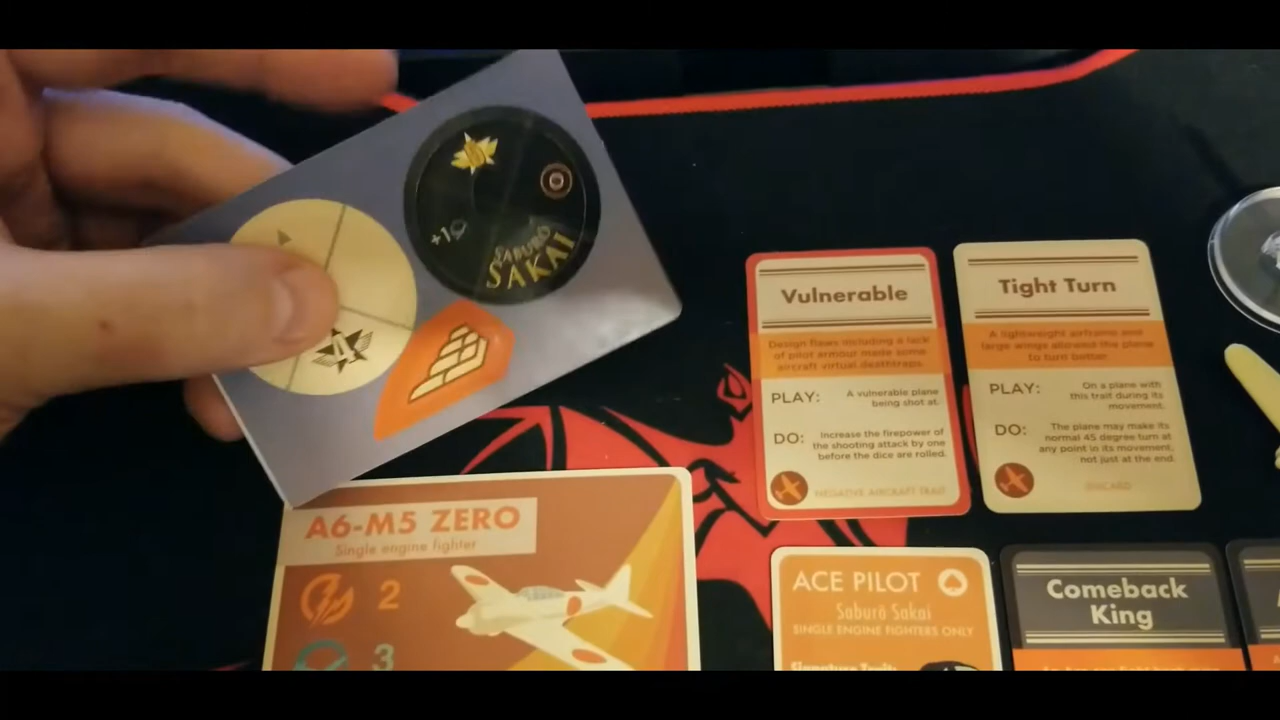 +1
SABURŌ
SAKAI
4
Vulnerable
Design flaws including a lack
of pilot armour made some
aircraft virtual deathtraps.
PLAY: A vulnerable plane
being shot at.
DO: Increase the firepower of
the shooting attack by one
before the dice are rolled.
NEGATIVE AIRCRAFT TRAIT
Tight Turn
A lightweight airframe and
large wings allowed the plane
to turn better.
PLAY: On a plane with
this trait during its
movement.
DO: The plane may make its
normal 45 degree turn at
any point in its movement,
not just at the end.
DISCARD
A6-M5 ZERO
Single engine fighter
2
3
ACE PILOT
Saburō Sakai
SINGLE ENGINE FIGHTERS ONLY
Comeback
King